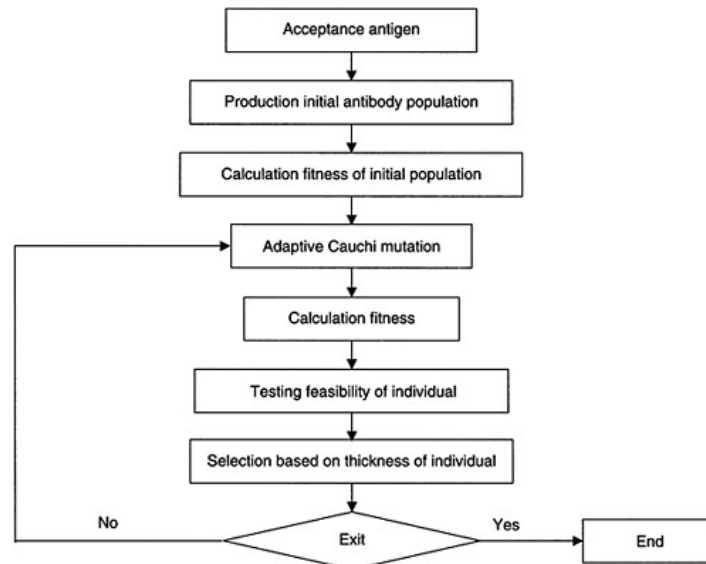 Acceptance antigen
Production initial antibody population
Calculation fitness of initial population
Adaptive Cauchi mutation
Calculation fitness
Testing feasibility of individual
Selection based on thickness of individual
No
Exit
Yes
End